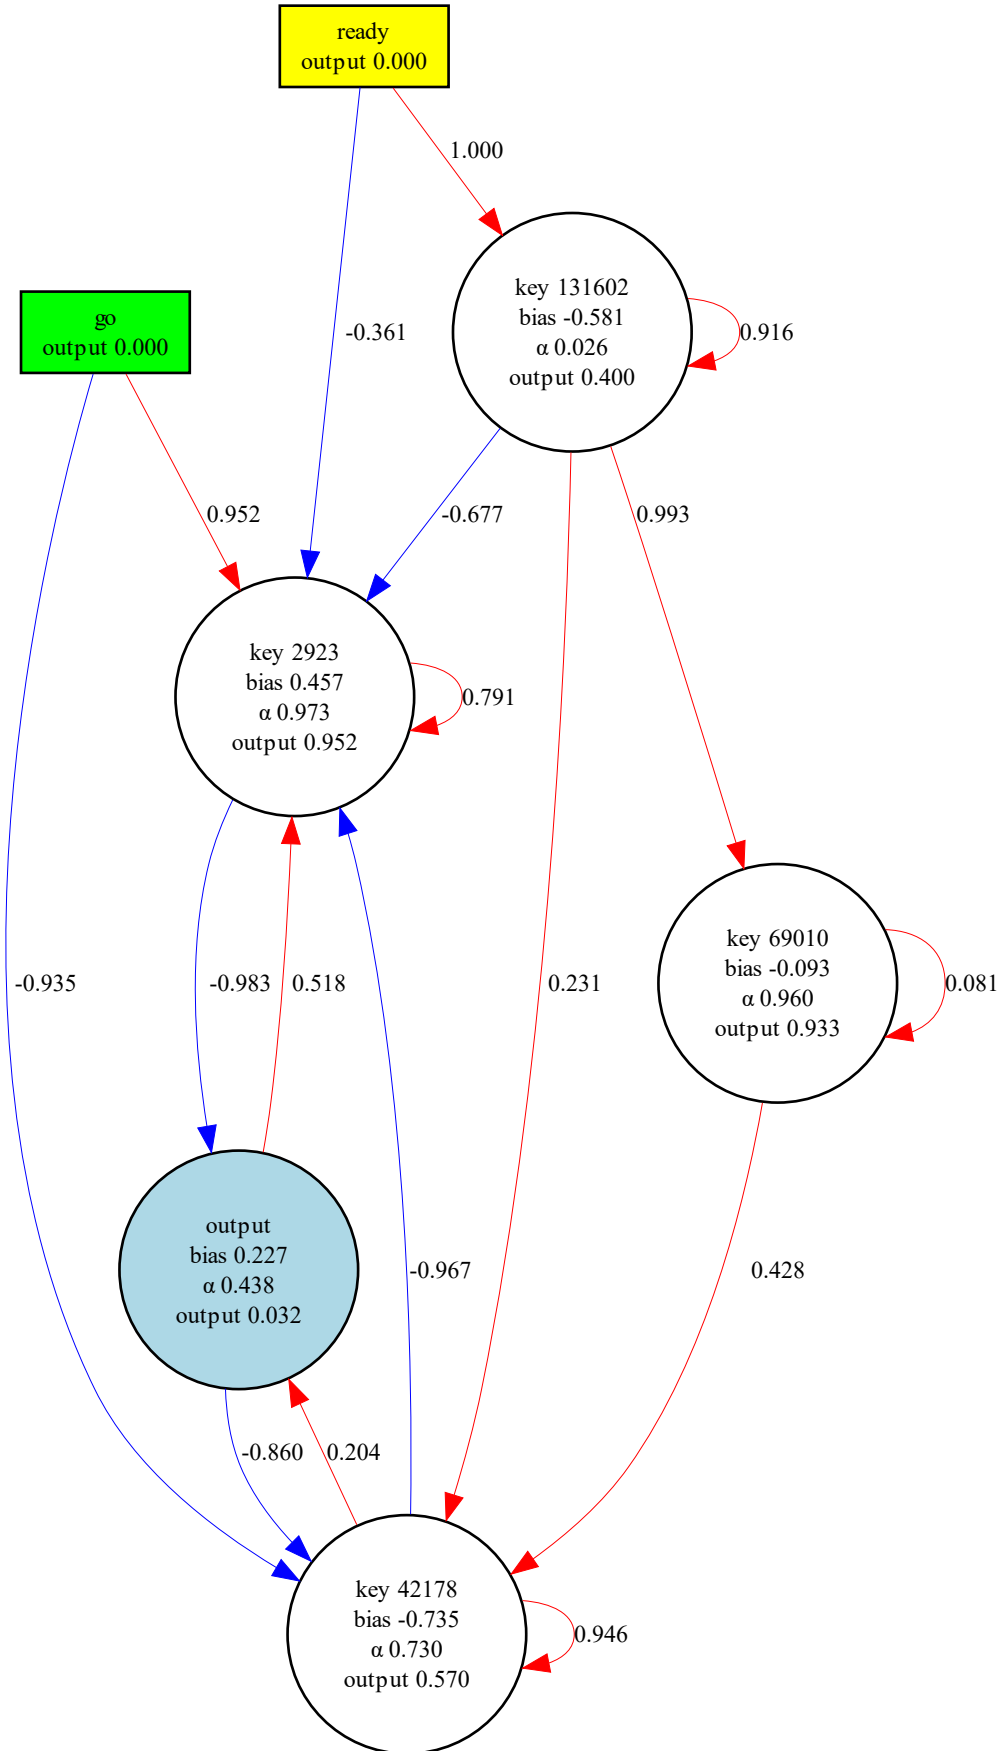 ready
output 0.000
1.000
key 131602
bias -0.581
α 0.026
output 0.400
0.916
go
output 0.000
-0.361
0.952
-0.677
0.993
key 2923
bias 0.457
α 0.973
output 0.952
0.791
key 69010
bias -0.093
α 0.960
output 0.933
0.081
-0.935
-0.983
0.518
0.231
output
bias 0.227
α 0.438
output 0.032
-0.967
0.428
-0.860
0.204
key 42178
bias -0.735
α 0.730
output 0.570
0.946